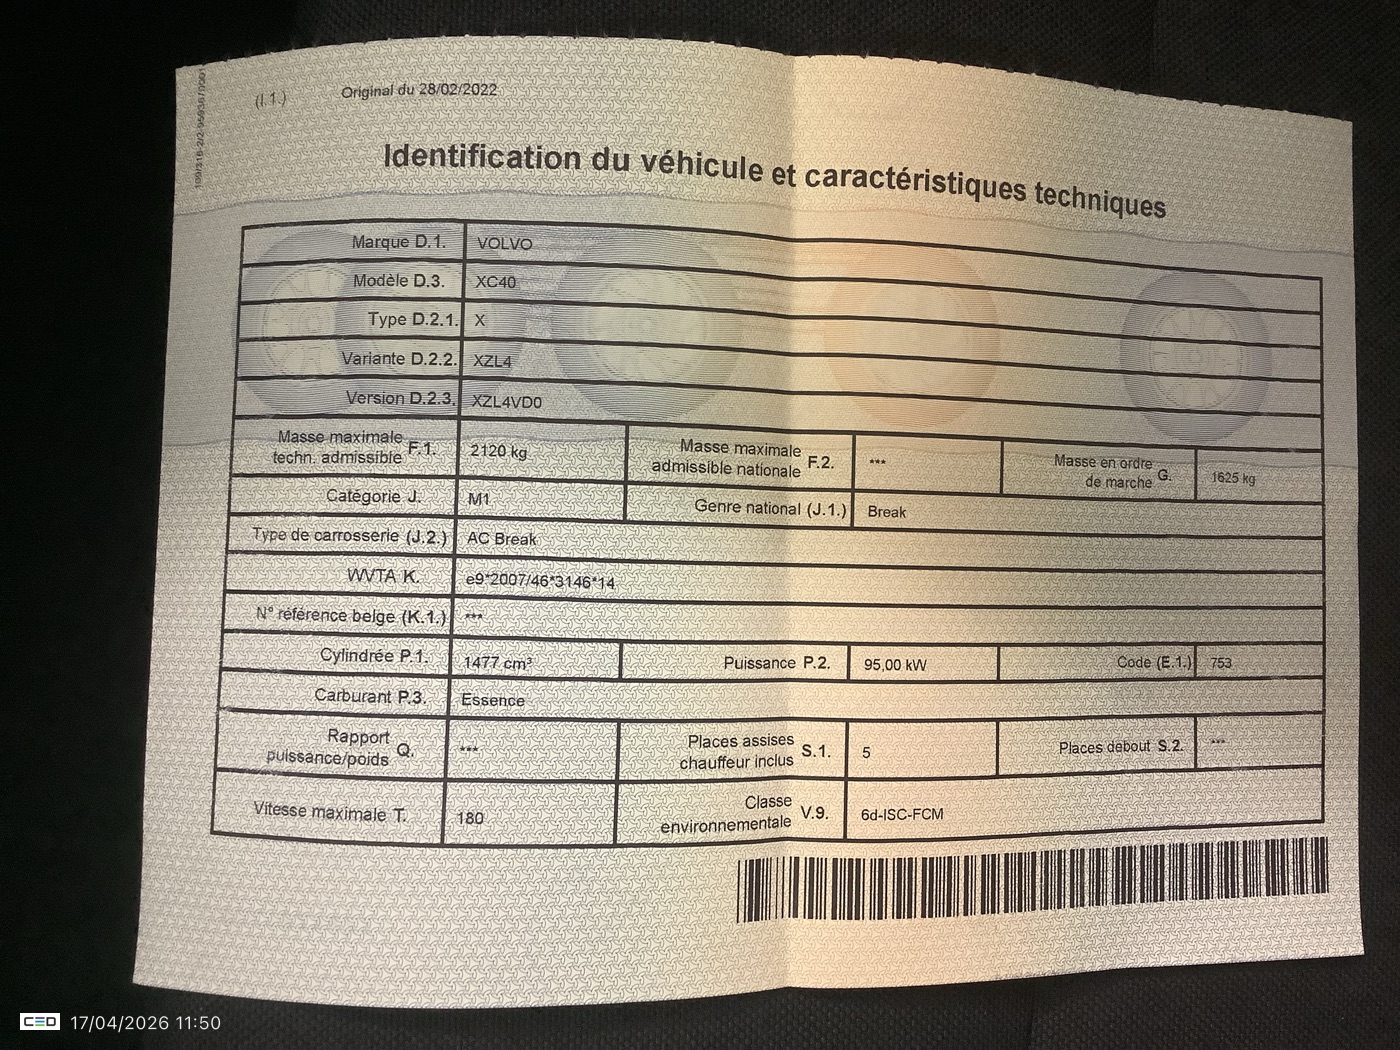 (I.1.) Original du 28/02/2022
Identification du véhicule et caractéristiques techniques
Marque D.1. VOLVO
Modèle D.3. XC40
Type D.2.1. X
Variante D.2.2. XZL4
Version D.2.3. XZL4VD0
Masse maximale techn. admissible F.1. 2120 kg Masse maximale admissible nationale F.2. *** Masse en ordre de marche G. 1625 kg
Catégorie J. M1 Genre national (J.1.) Break
Type de carrosserie (J.2.) AC Break
WVTA K. e9*2007/46*3146*14
N° référence belge (K.1.) ***
Cylindrée P.1. 1477 cm³ Puissance P.2. 95,00 kW Code (E.1.) 753
Carburant P.3. Essence
Rapport puissance/poids Q. *** Places assises chauffeur inclus S.1. 5 Places debout S.2. ***
Vitesse maximale T. 180 Classe environnementale V.9. 6d-ISC-FCM
CED 17/04/2026 11:50